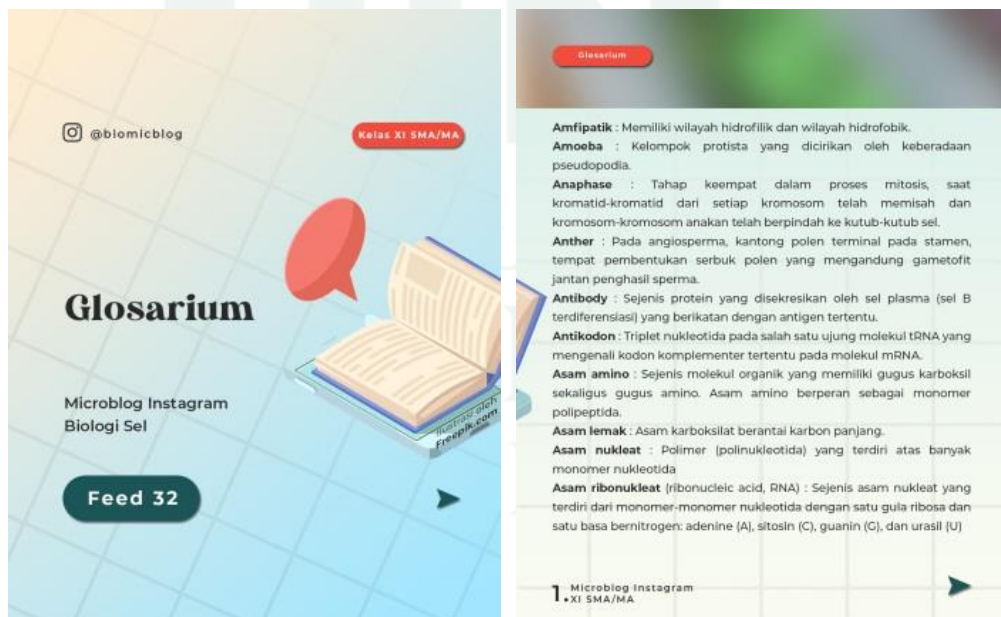 @biomicblog
Kelas XI SMA/MA
Glosarium
Microblog Instagram
Biologi Sel
Ilustrasi oleh
Freepik.com
Feed 32
Glosarium
Amfipatik : Memiliki wilayah hidrofilik dan wilayah hidrofobik.
Amoeba : Kelompok protista yang dicirikan oleh keberadaan
pseudopodia.
Anaphase : Tahap keempat dalam proses mitosis, saat
kromatid-kromatid dari setiap kromosom telah memisah dan
kromosom-kromosom anakan telah berpindah ke kutub-kutub sel.
Anther : Pada angiosperma, kantong polen terminal pada stamen,
tempat pembentukan serbuk polen yang mengandung gametofit
jantan penghasil sperma.
Antibody : Sejenis protein yang disekresikan oleh sel plasma (sel B
terdiferensiasi) yang berikatan dengan antigen tertentu.
Antikodon : Triplet nukleotida pada salah satu ujung molekul tRNA yang
mengenali kodon komplementer tertentu pada molekul mRNA.
Asam amino : Sejenis molekul organik yang memiliki gugus karboksil
sekaligus gugus amino. Asam amino berperan sebagai monomer
polipeptida.
Asam lemak : Asam karboksilat berantai karbon panjang.
Asam nukleat : Polimer (polinukleotida) yang terdiri atas banyak
monomer nukleotida
Asam ribonukleat (ribonucleic acid, RNA) : Sejenis asam nukleat yang
terdiri dari monomer-monomer nukleotida dengan satu gula ribosa dan
satu basa bernitrogen: adenine (A), sitosin (C), guanin (G), dan urasil (U)
1. Microblog Instagram
XI SMA/MA